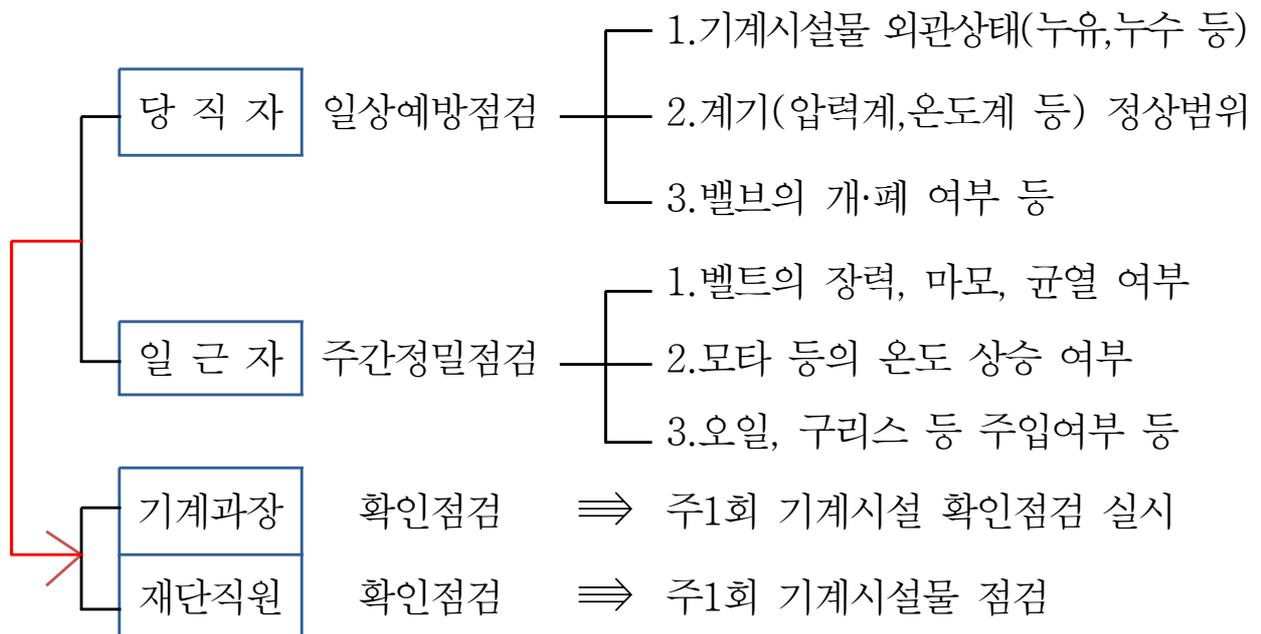 1.기계시설물 외관상태(누유,누수 등)
당 직 자 일상예방점검 2.계기(압력계,온도계 등) 정상범위
3.밸브의 개·폐 여부 등
1.벨트의 장력, 마모, 균열 여부
일 근 자 주간정밀점검 2.모타 등의 온도 상승 여부
3.오일, 구리스 등 주입여부 등
기계과장 확인점검 ⇛ 주1회 기계시설 확인점검 실시
재단직원 확인점검 ⇛ 주1회 기계시설물 점검